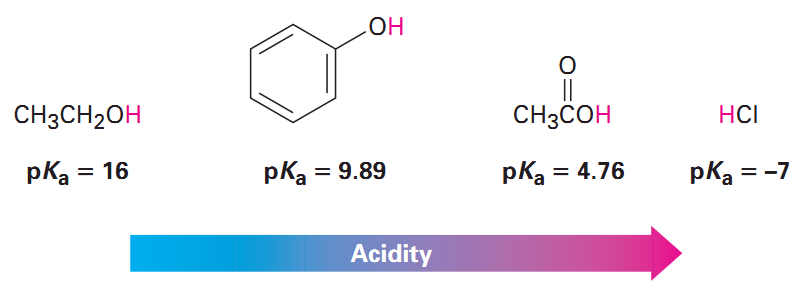 OH
O
CH₃CH₂OH
CH₃COH
HCl
pKₐ = 16
pKₐ = 9.89
pKₐ = 4.76
pKₐ = –7
Acidity